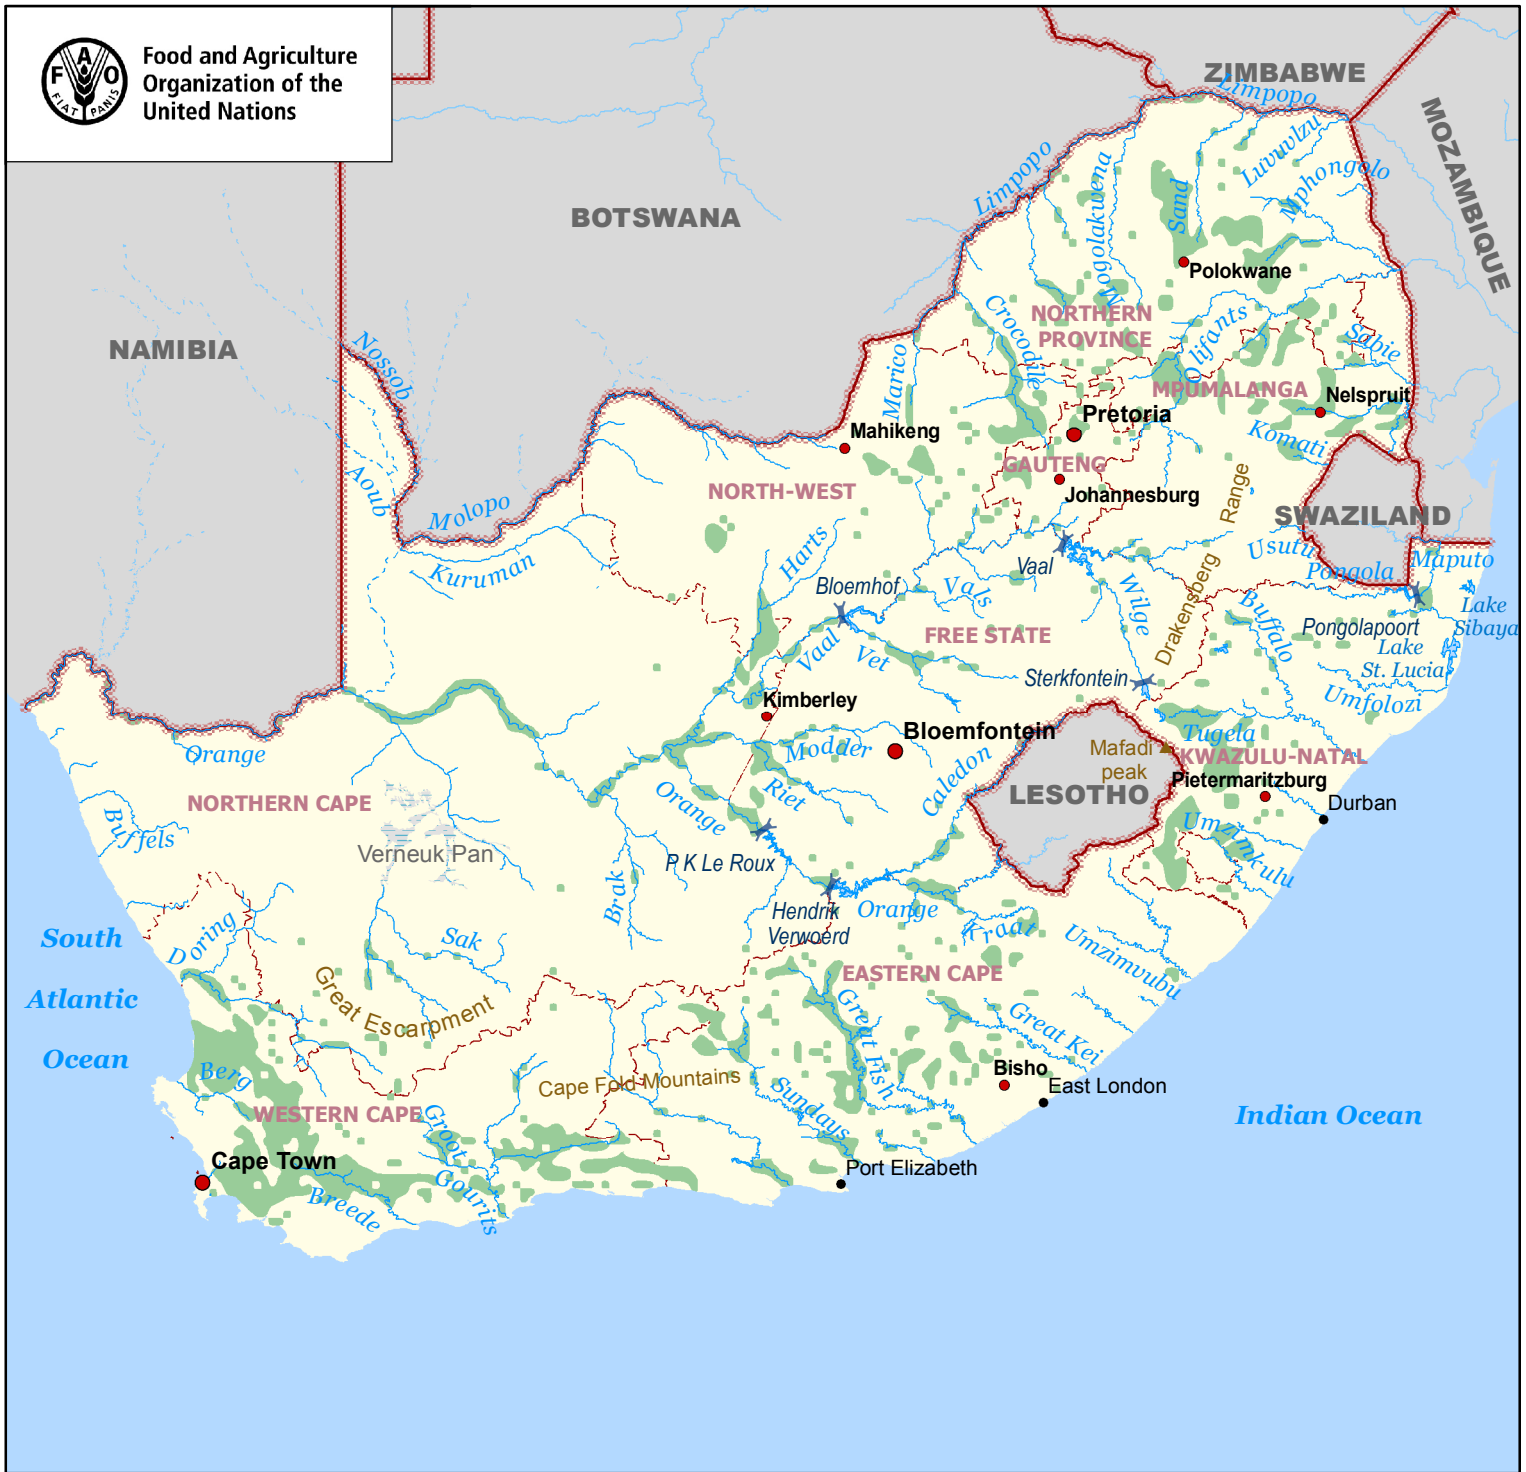 Food and Agriculture
Organization of the
United Nations
F A O
FIAT PANIS
ZIMBABWE
Limpopo
MOZAMBIQUE
Luvuvlzu
Mphongolo
Limpopo
Mogolakwena
Sand
BOTSWANA
Polokwane
NORTHERN
PROVINCE
Crocodile
Olifants
Sabie
NAMIBIA
Nossob
Marico
MPUMALANGA
Nelspruit
Pretoria
Mahikeng
Komati
GAUTENG
Johannesburg
NORTH-WEST
Aoub
Molopo
Kuruman
Harts
Range
Drakensberg
SWAZILAND
Usutu
Pongola
Maputo
Vaal
Wilge
Bloemhof
Vals
Vaal
Vet
FREE STATE
Buffalo
Pongolapoort
Lake
Sibaya
Lake
St. Lucia
Umfolozi
Sterkfontein
Kimberley
Bloemfontein
Modder
Riet
Caledon
Tugela
Mafadi
peak
KWAZULU-NATAL
Pietermaritzburg
LESOTHO
Durban
Orange
NORTHERN CAPE
Buffels
Verneuk Pan
Orange
P K Le Roux
Umzimkulu
Brak
Hendrik
Verwoerd
Orange
Kraat
Umzimvubu
South
Atlantic
Ocean
Doring
Sak
Great Escarpment
EASTERN CAPE
Great Fish
Great Kei
Bisho
East London
Berg
WESTERN CAPE
Cape Fold Mountains
Sundays
Groot
Gourits
Indian Ocean
Cape Town
Breede
Port Elizabeth